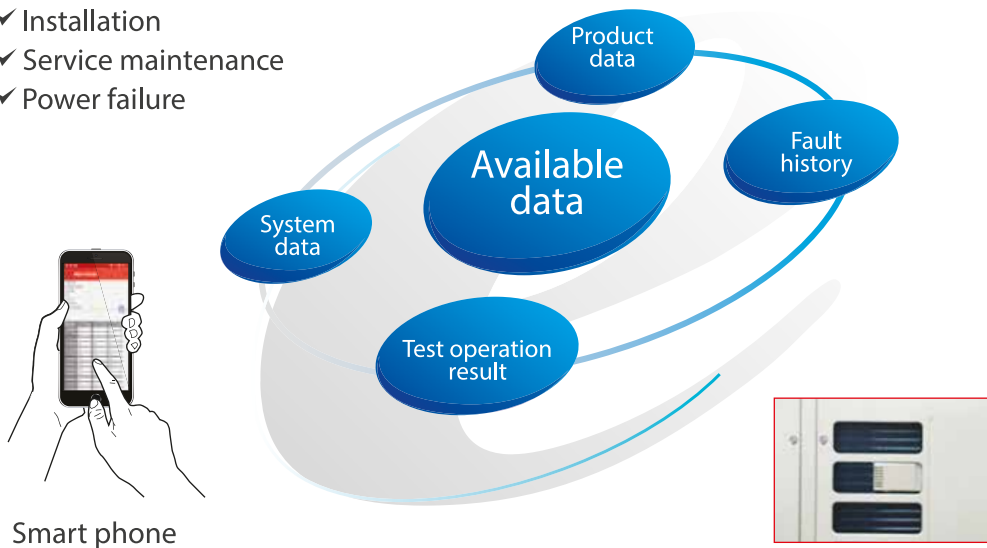 ✓ Installation
✓ Service maintenance
✓ Power failure
Product
data
Available
data
Fault
history
System
data
Test operation
result
Smart phone